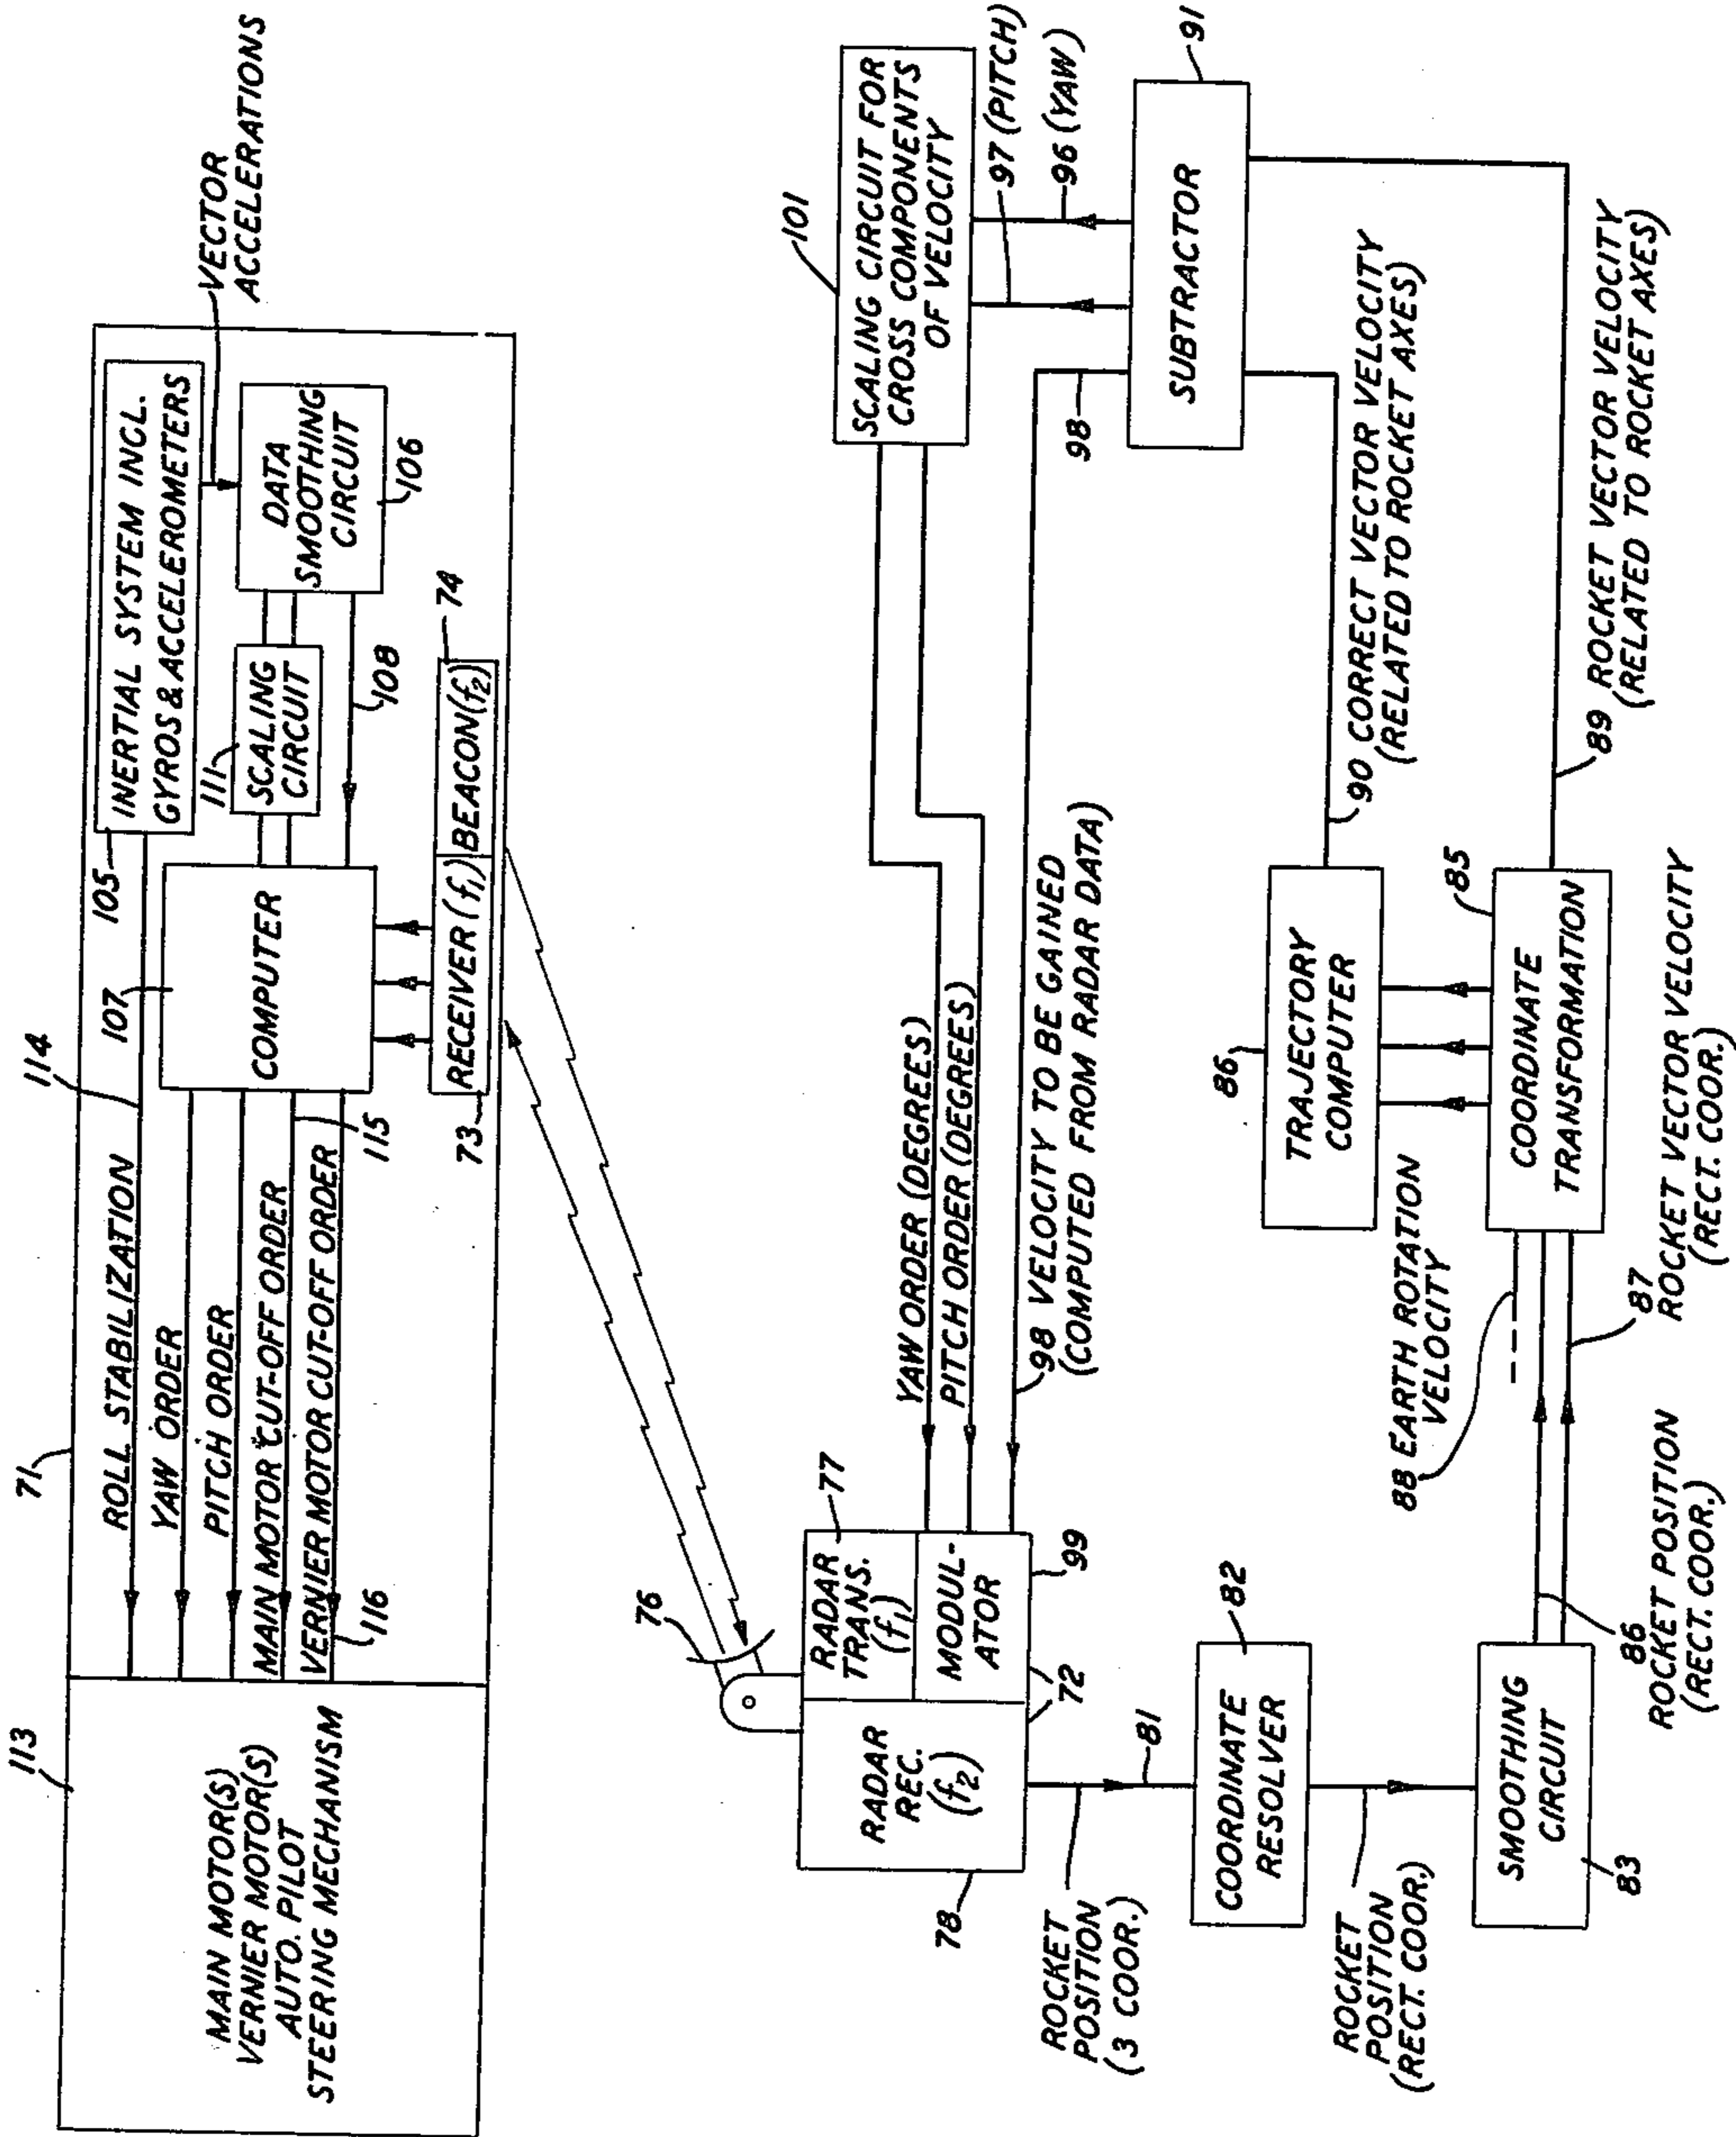 113
MAIN MOTOR(S)
VERNIER MOTOR(S)
AUTO. PILOT
STEERING MECHANISM
71
ROLL STABILIZATION
YAW ORDER
PITCH ORDER
MAIN MOTOR CUT-OFF ORDER
VERNIER MOTOR CUT-OFF ORDER
114
115
116
107
COMPUTER
105
INERTIAL SYSTEM INCL.
GYROS & ACCELEROMETERS
VECTOR
ACCELERATIONS
111
SCALING
CIRCUIT
DATA
SMOOTHING
CIRCUIT
106
108
73
RECEIVER (f1)
BEACON (f2)
74
76
77
RADAR
TRANS.
(f1)
MODUL-
ATOR
99
72
RADAR
REC.
(f2)
78
YAW ORDER (DEGREES)
PITCH ORDER (DEGREES)
98 VELOCITY TO BE GAINED
(COMPUTED FROM RADAR DATA)
101
SCALING CIRCUIT FOR
CROSS COMPONENTS
OF VELOCITY
97 (PITCH)
96 (YAW)
98
SUBTRACTOR
91
ROCKET
POSITION
(3 COOR.)
81
COORDINATE
RESOLVER
82
ROCKET
POSITION
(RECT. COOR.)
SMOOTHING
CIRCUIT
83
86
ROCKET POSITION
(RECT. COOR.)
88 EARTH ROTATION
VELOCITY
87
ROCKET VECTOR VELOCITY
(RECT. COOR.)
86
TRAJECTORY
COMPUTER
85
COORDINATE
TRANSFORMATION
90 CORRECT VECTOR VELOCITY
(RELATED TO ROCKET AXES)
89 ROCKET VECTOR VELOCITY
(RELATED TO ROCKET AXES)